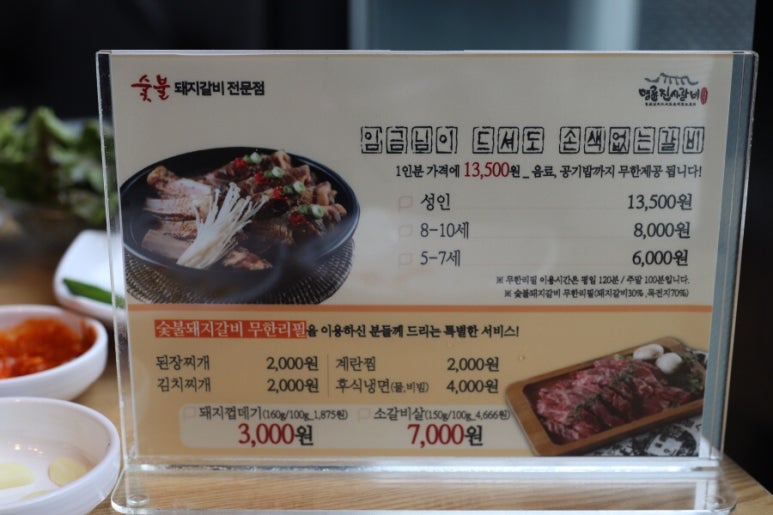 숯불 돼지갈비 전문점
명륜진사갈비
임금님이 드셔도 손색없는갈비
1인분 가격에 13,500원_ 음료, 공기밥까지 무한제공 됩니다!
성인 13,500원
8-10세 8,000원
5-7세 6,000원
※ 무한리필 이용시간은 평일 120분 / 주말 100분입니다.
※ 숯불돼지갈비 무한리필(돼지갈비30%, 목전지70%)
숯불돼지갈비 무한리필을 이용하신 분들께 드리는 특별한 서비스!
된장찌개 2,000원 계란찜 2,000원
김치찌개 2,000원 후식냉면(물,비빔) 4,000원
돼지껍데기(160g/100g_1,875원) 소갈비살(150g/100g_4,666원)
3,000원 7,000원